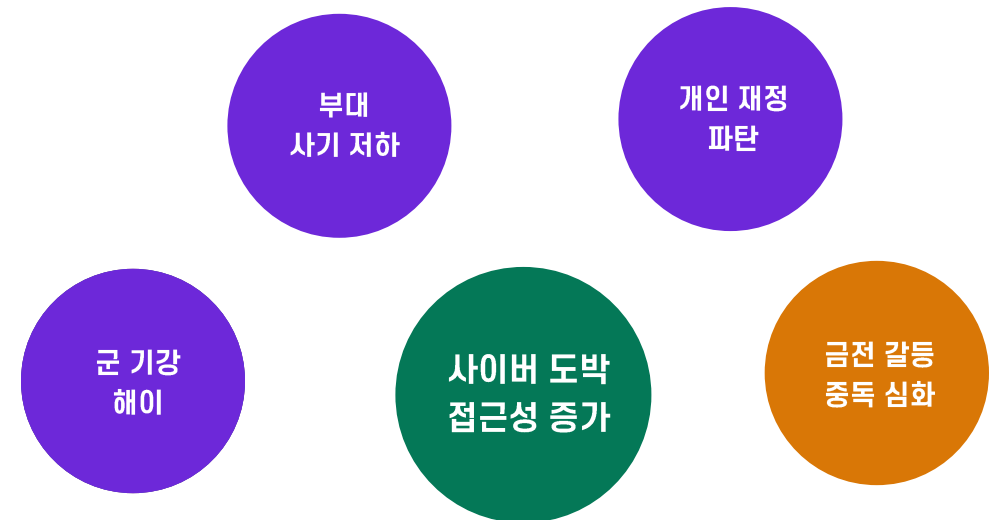 부대
사기 저하
개인 재정
파탄
군 기강
해이
사이버 도박
접근성 증가
금전 갈등
중독 심화